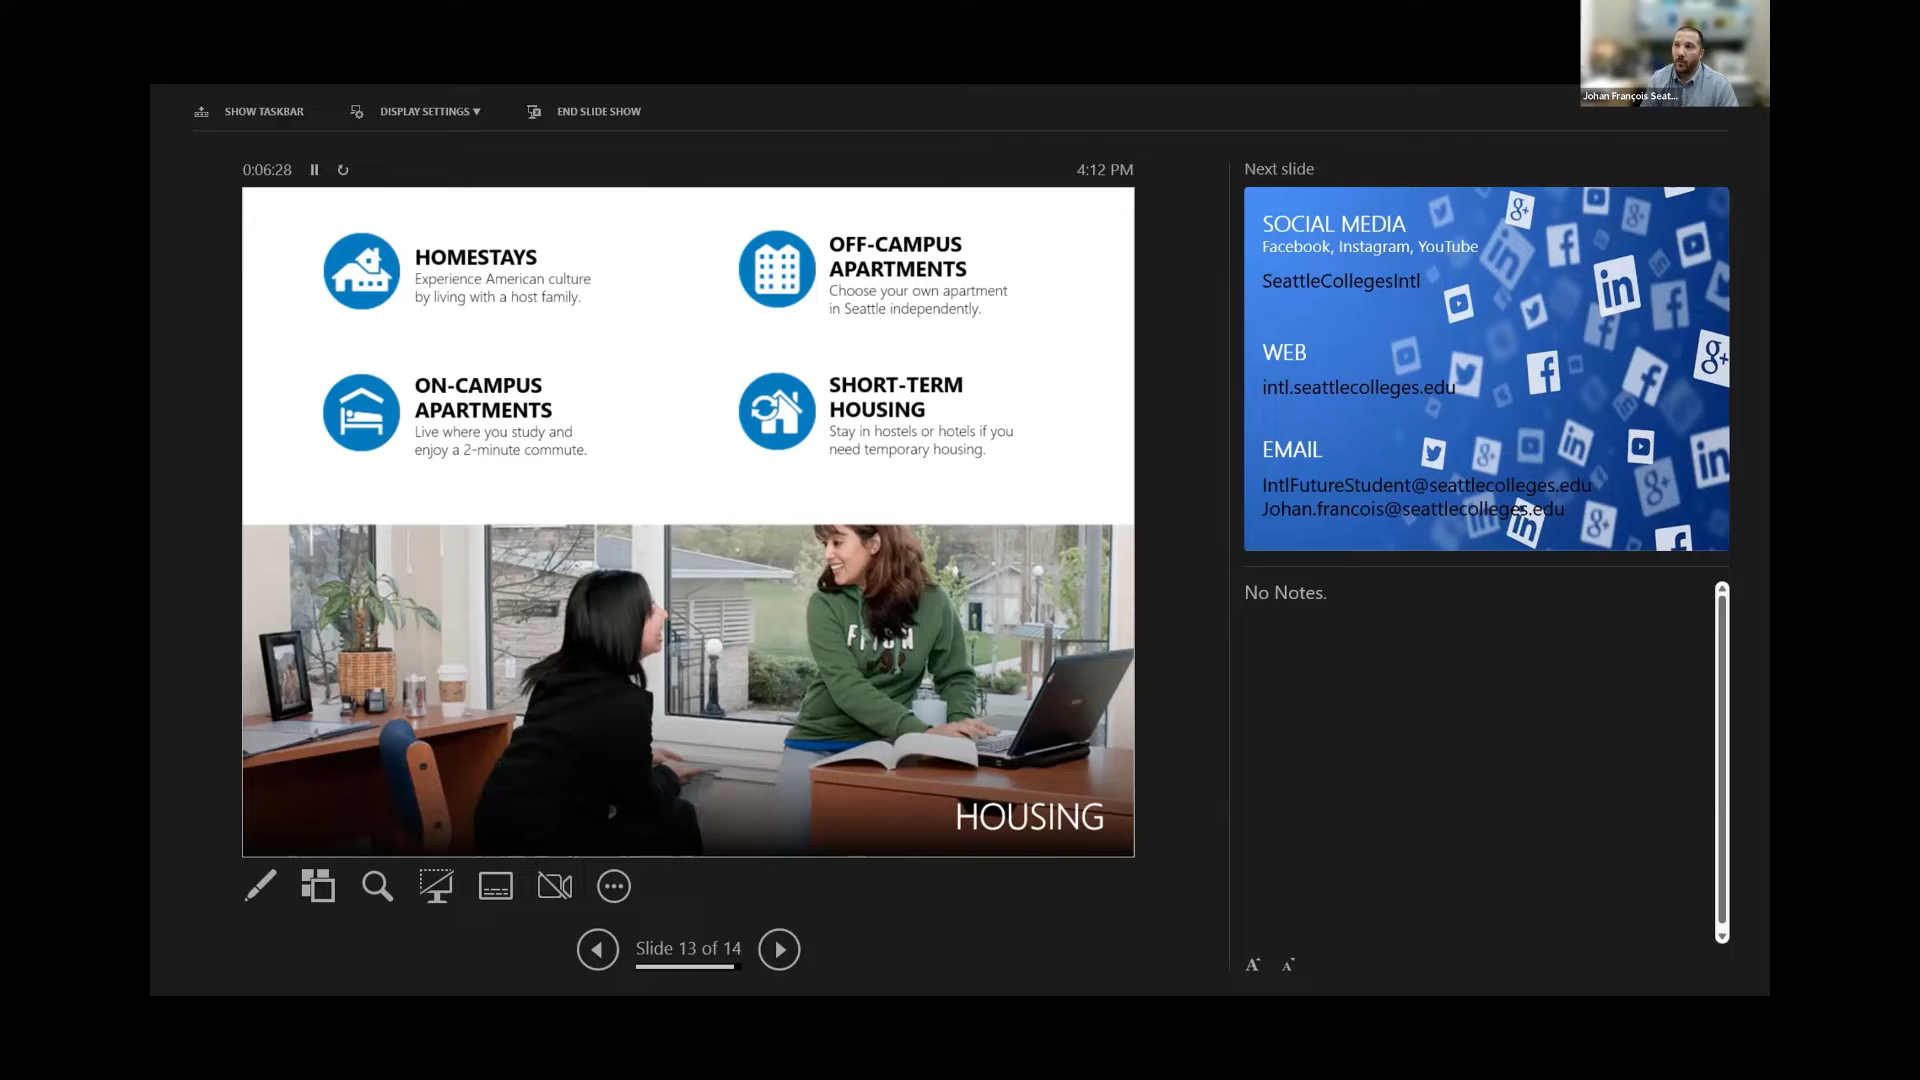 Johan François Seat...
SHOW TASKBAR
DISPLAY SETTINGS
END SLIDE SHOW
0:06:28
4:12 PM
HOMESTAYS
Experience American culture
by living with a host family.
OFF-CAMPUS
APARTMENTS
Choose your own apartment
in Seattle independently.
ON-CAMPUS
APARTMENTS
Live where you study and
enjoy a 2-minute commute.
SHORT-TERM
HOUSING
Stay in hostels or hotels if you
need temporary housing.
HOUSING
Slide 13 of 14
Next slide
SOCIAL MEDIA
Facebook, Instagram, YouTube
SeattleCollegesIntl
WEB
intl.seattlecolleges.edu
EMAIL
IntlFutureStudent@seattlecolleges.edu
Johan.francois@seattlecolleges.edu
No Notes.